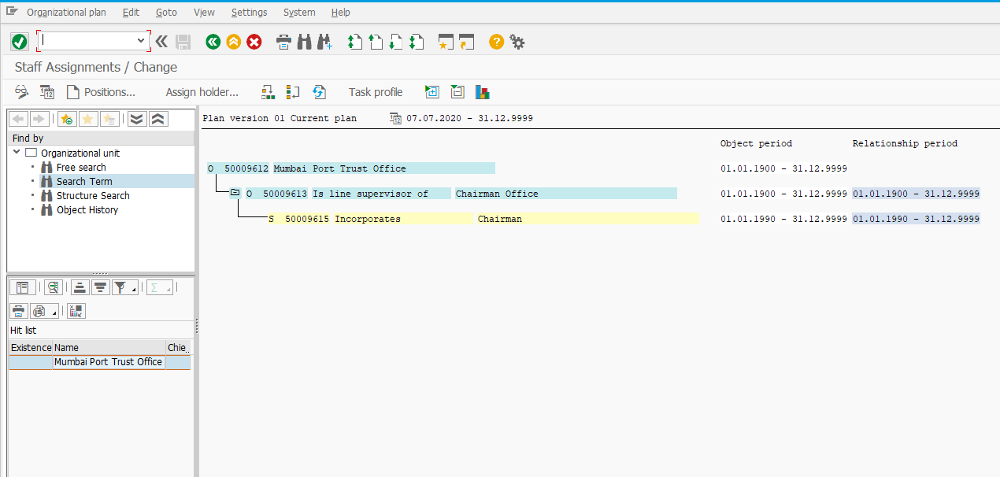 Organizational plan Edit Goto View Settings System Help
Staff Assignments / Change
Positions... Assign holder... Task profile
Plan version 01 Current plan 07.07.2020 - 31.12.9999
Find by
Organizational unit
Free search
Search Term
Structure Search
Object History
Object period Relationship period
O 50009612 Mumbai Port Trust Office 01.01.1900 - 31.12.9999
O 50009613 Is line supervisor of Chairman Office 01.01.1900 - 31.12.9999 01.01.1900 - 31.12.9999
S 50009615 Incorporates Chairman 01.01.1990 - 31.12.9999 01.01.1990 - 31.12.9999
Hit list
Existence Name Chie..
Mumbai Port Trust Office